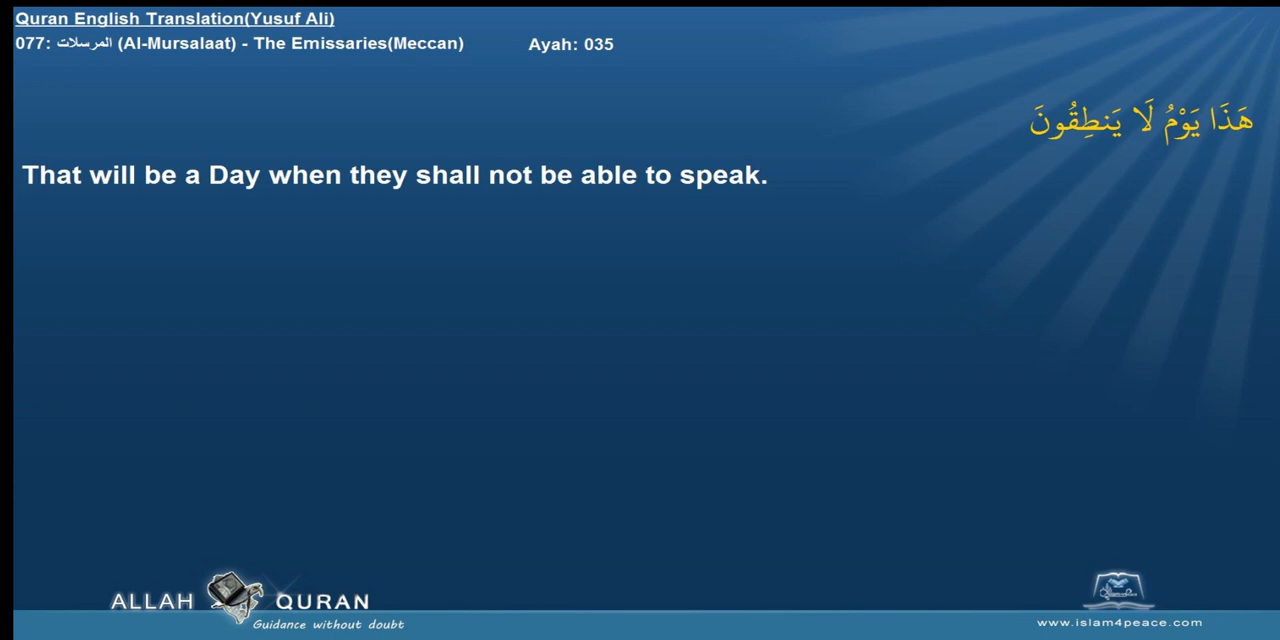 Quran English Translation(Yusuf Ali)
077: المرسلات (Al-Mursalaat) - The Emissaries(Meccan) Ayah: 035
هَذَا يَوْمُ لَا يَنطِقُونَ
That will be a Day when they shall not be able to speak.
ALLAH QURAN
Guidance without doubt
www.islam4peace.com